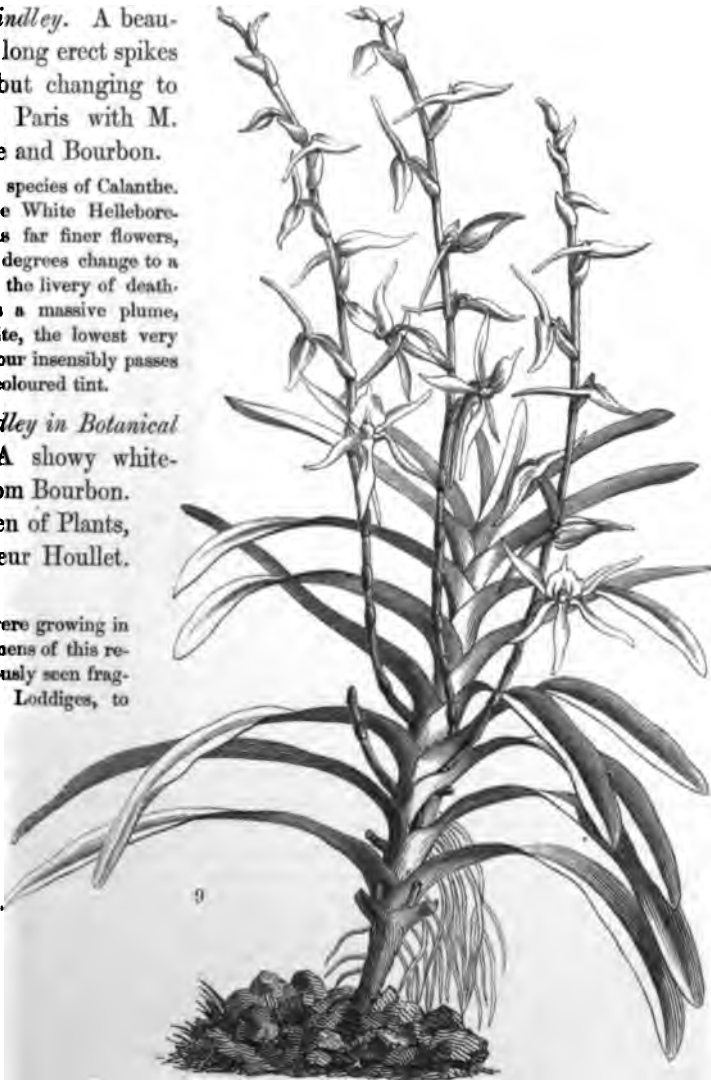 indley. A beau-
long erect spikes
but changing to
Paris with M.
e and Bourbon.
species of Calanthe.
e White Hellebore-
s far finer flowers,
degrees change to a
the livery of death.
a massive plume,
te, the lowest very
our insensibly passes
coloured tint.
dley in Botanical
A showy white-
om Bourbon.
en of Plants,
eur Houllet.
ere growing in
mens of this re-
usly seen frag-
Loddiges, to
9